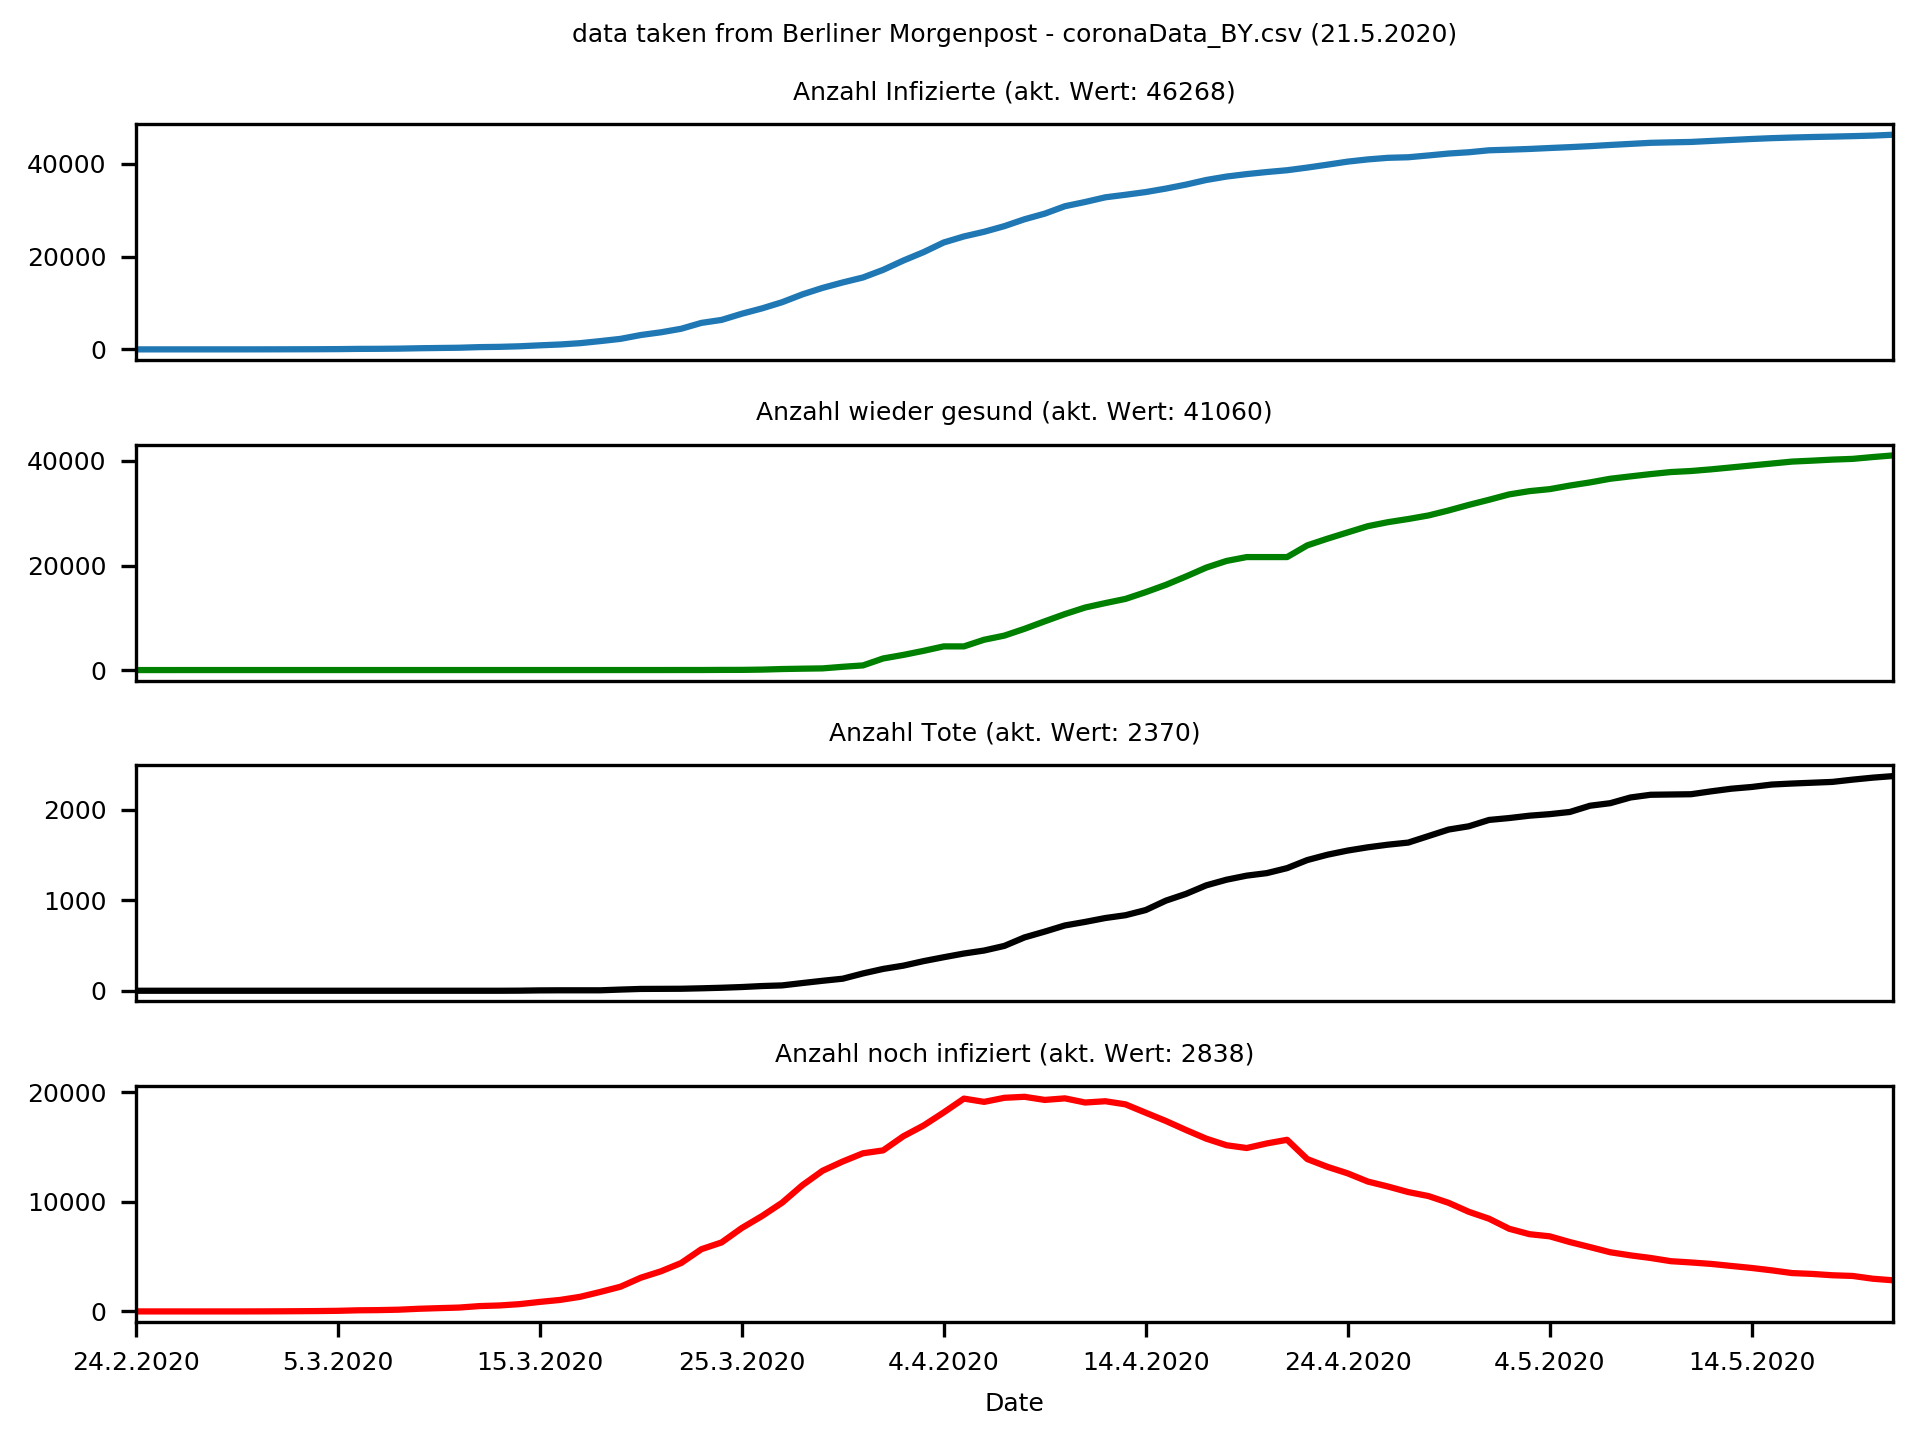 data taken from Berliner Morgenpost - coronaData_BY.csv (21.5.2020)
Anzahl Infizierte (akt. Wert: 46268)
40000
20000
0
Anzahl wieder gesund (akt. Wert: 41060)
40000
20000
0
Anzahl Tote (akt. Wert: 2370)
2000
1000
0
Anzahl noch infiziert (akt. Wert: 2838)
20000
10000
0
24.2.2020 5.3.2020 15.3.2020 25.3.2020 4.4.2020 14.4.2020 24.4.2020 4.5.2020 14.5.2020
Date